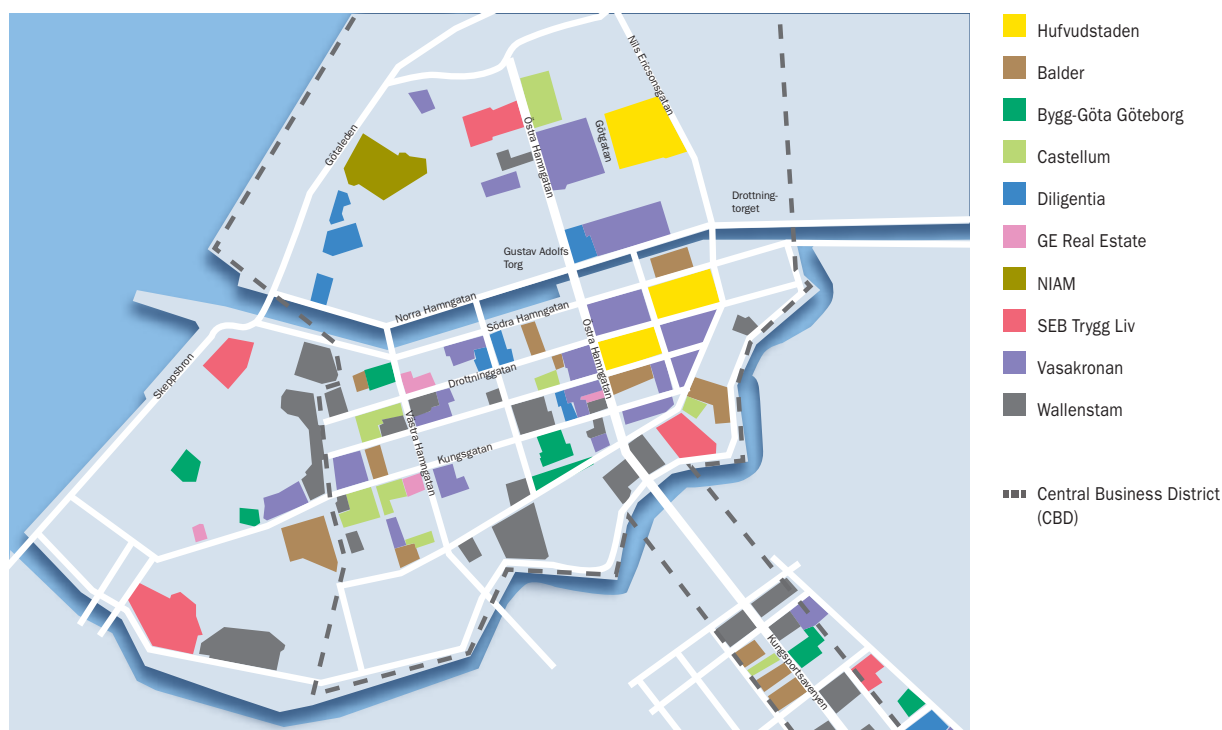 Nils Ericsonsgatan
Götaleden
Östra Hamngatan
Götgatan
Drottning-
torget
Gustav Adolfs
Torg
Norra Hamngatan
Södra Hamngatan
Östra Hamngatan
Skeppsbron
Drottninggatan
Västra Hamngatan
Kungsgatan
Kungsportsavenyen
Hufvudstaden
Balder
Bygg-Göta Göteborg
Castellum
Diligentia
GE Real Estate
NIAM
SEB Trygg Liv
Vasakronan
Wallenstam
Central Business District
(CBD)